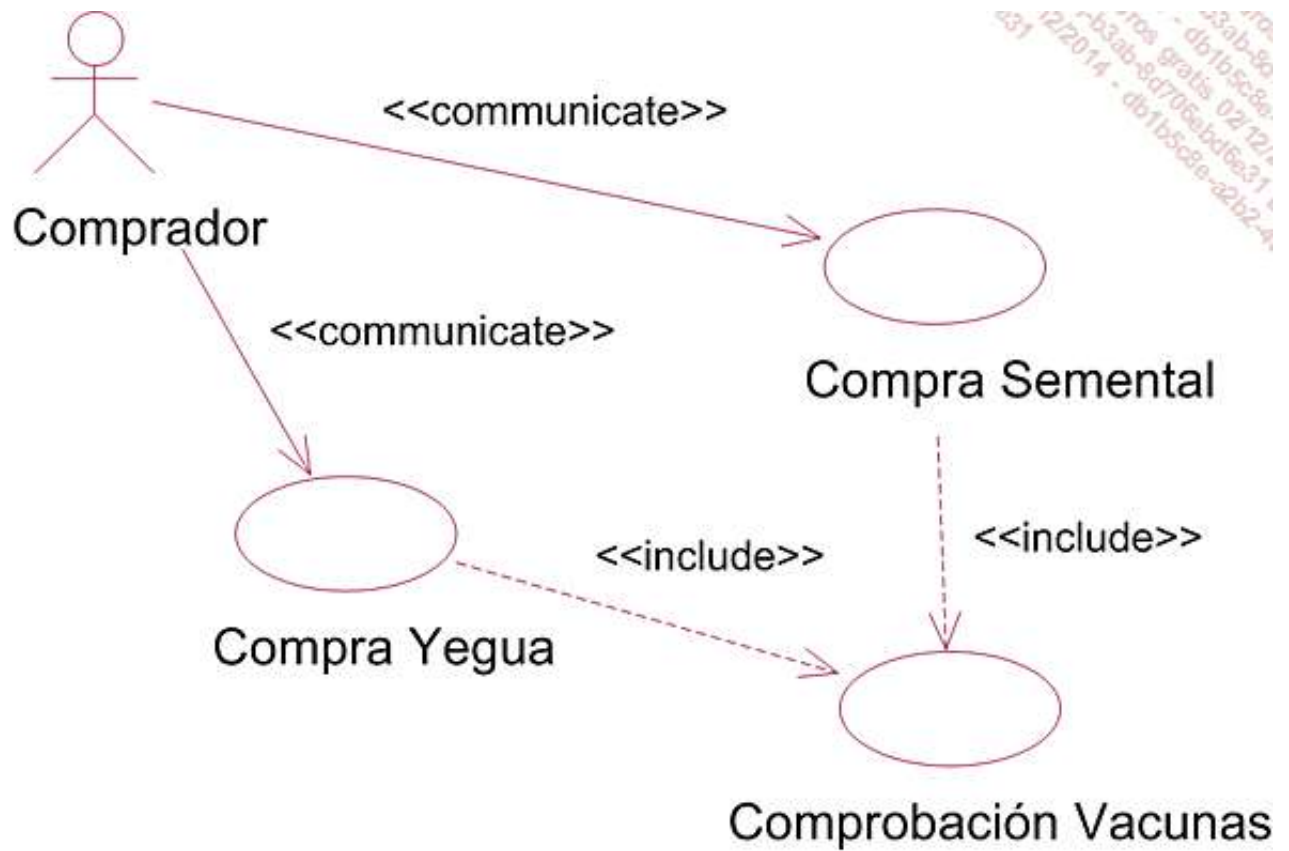 <<communicate>>
Comprador
<<communicate>>
Compra Semental
<<include>>
<<include>>
Compra Yegua
Comprobación Vacunas